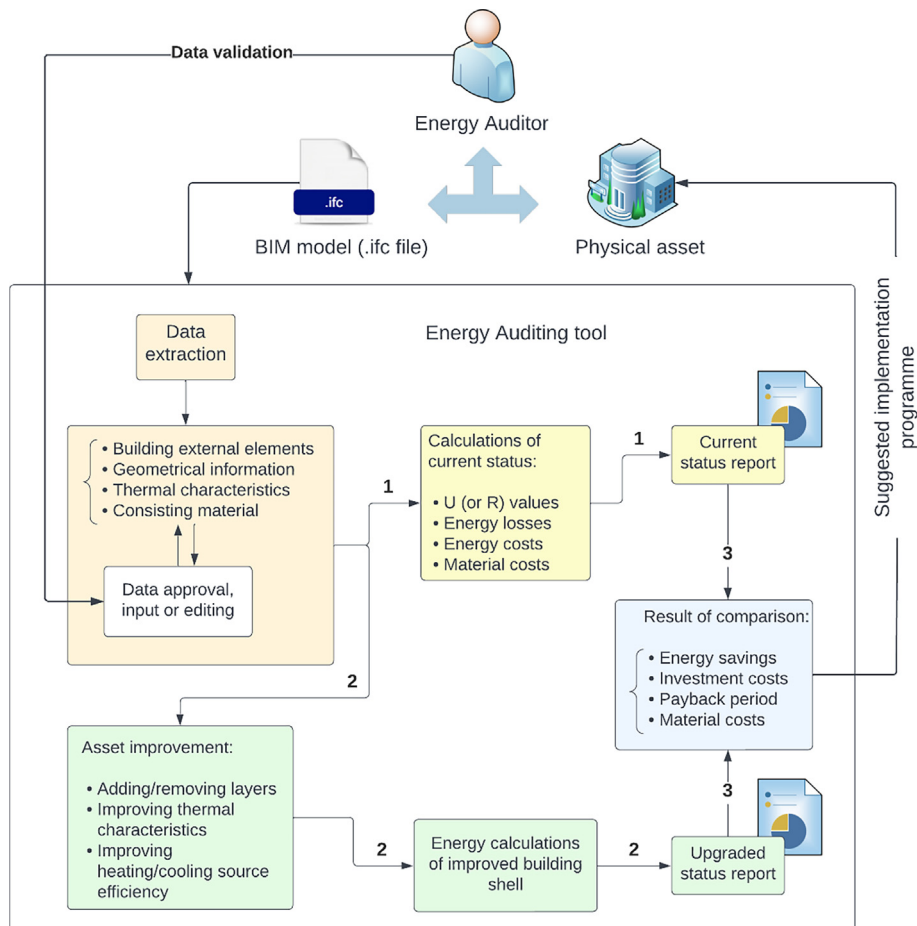 Data validation
Energy Auditor
.ifc
BIM model (.ifc file)
Physical asset
Suggested implementation
programme
Energy Auditing tool
Data
extraction
• Building external elements
• Geometrical information
• Thermal characteristics
• Consisting material
Data approval,
input or editing
1
Calculations of
current status:
• U (or R) values
• Energy losses
• Energy costs
• Material costs
1
Current
status report
3
Result of comparison:
• Energy savings
• Investment costs
• Payback period
• Material costs
2
Asset improvement:
• Adding/removing layers
• Improving thermal
characteristics
• Improving
heating/cooling source
efficiency
2
Energy calculations
of improved building
shell
2
Upgraded
status report
3